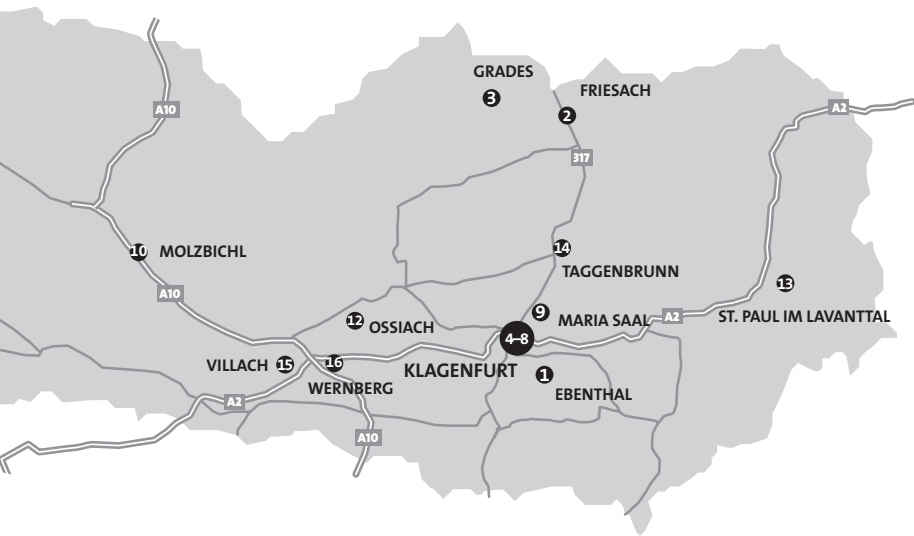 GRADES
3
FRIESACH
2
A10
A2
317
10 MOLZBICHL
14
TAGGENBRUNN
13
A10
9
MARIA SAAL
A2
ST. PAUL IM LAVANTTAL
12 OSSIACH
4–8
VILLACH 15
16
WERNBERG
KLAGENFURT
1
EBENTHAL
A2
A10